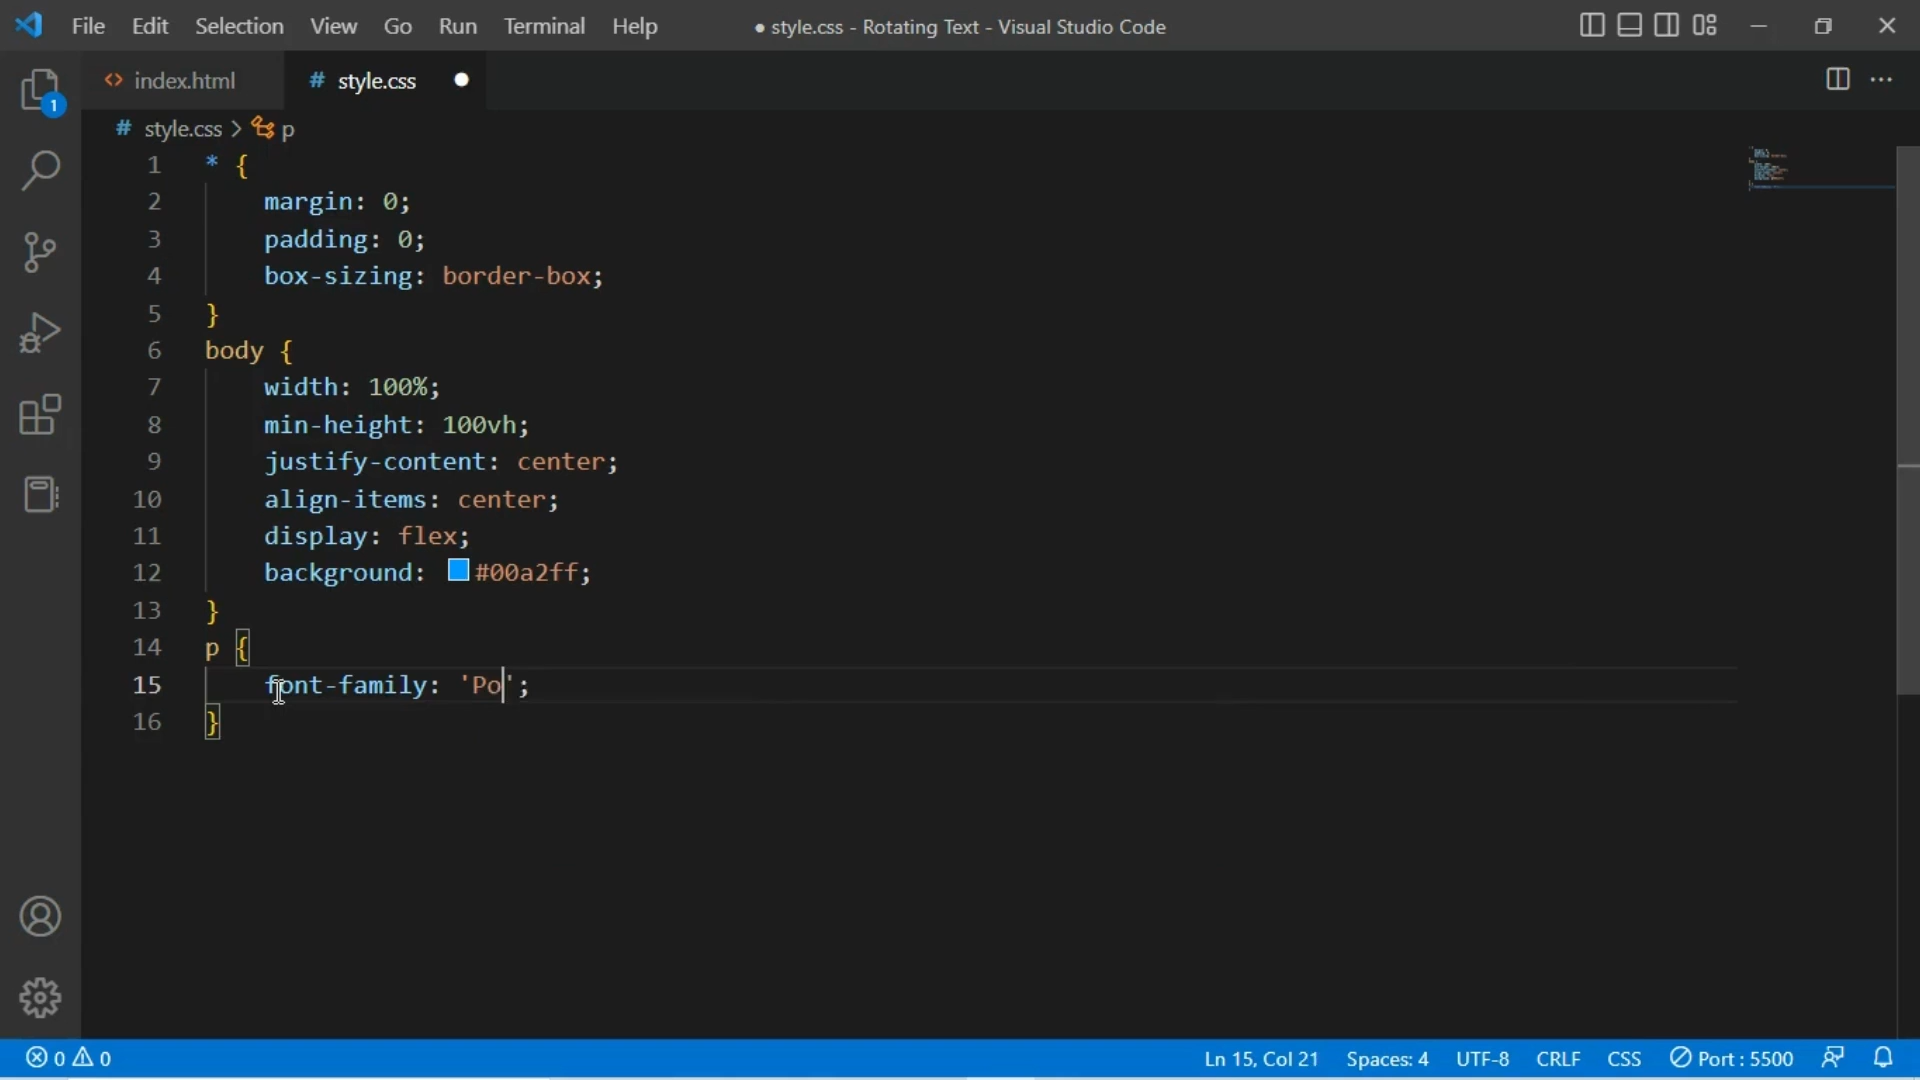 File Edit Selection View Go Run Terminal Help ● style.css - Rotating Text - Visual Studio Code
<> index.html # style.css ●
# style.css > p
1
1 * {
2 margin: 0;
3 padding: 0;
4 box-sizing: border-box;
5 }
6 body {
7 width: 100%;
8 min-height: 100vh;
9 justify-content: center;
10 align-items: center;
11 display: flex;
12 background: #00a2ff;
13 }
14 p {
15 font-family: 'Po';
16 }
0 0 Ln 15, Col 21 Spaces: 4 UTF-8 CRLF CSS Port : 5500